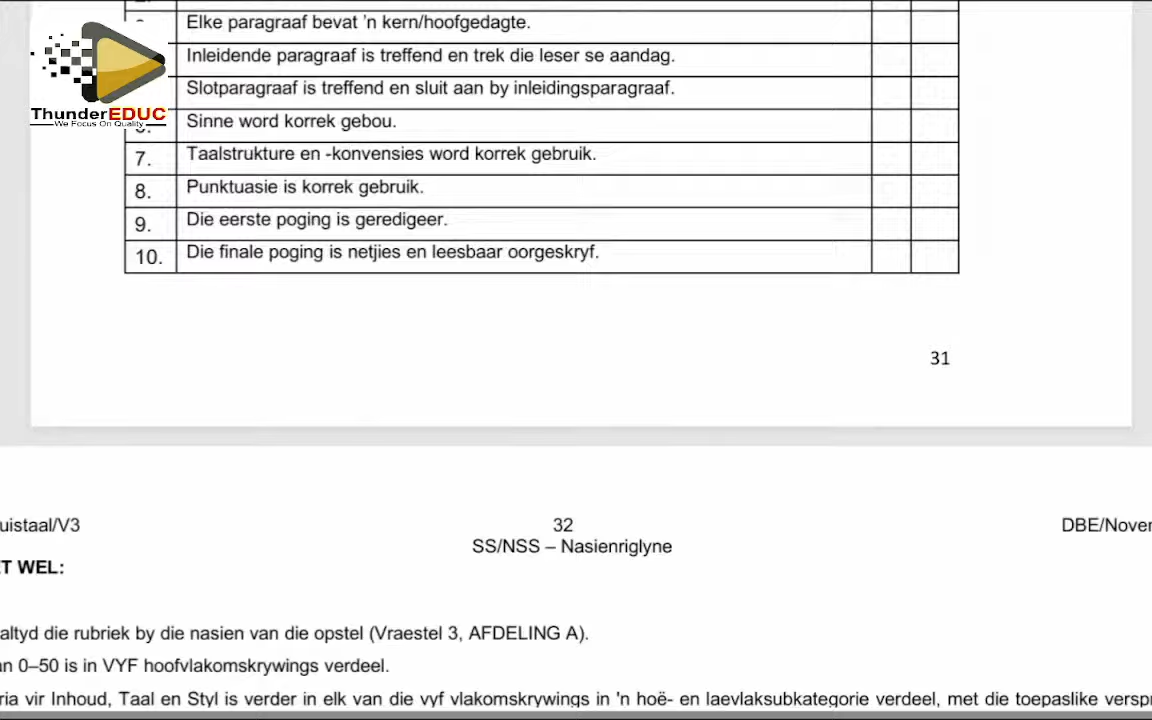 Elke paragraaf bevat 'n kern/hoofgedagte.
Inleidende paragraaf is treffend en trek die leser se aandag.
Slotparagraaf is treffend en sluit aan by inleidingsparagraaf.
ThunderEDUC
We Focus On Quality
Sinne word korrek gebou.
7. Taalstrukture en -konvensies word korrek gebruik.
8. Punktuasie is korrek gebruik.
9. Die eerste poging is geredigeer.
10. Die finale poging is netjies en leesbaar oorgeskryf.
31
uistaal/V3 32 DBE/Nover
SS/NSS – Nasienriglyne
ET WEL:
altyd die rubriek by die nasien van die opstel (Vraestel 3, AFDELING A).
an 0–50 is in VYF hoofvlakomskrywings verdeel.
ria vir Inhoud, Taal en Styl is verder in elk van die vyf vlakomskrywings in 'n hoë- en laevlaksubkategorie verdeel, met die toepaslike verspr